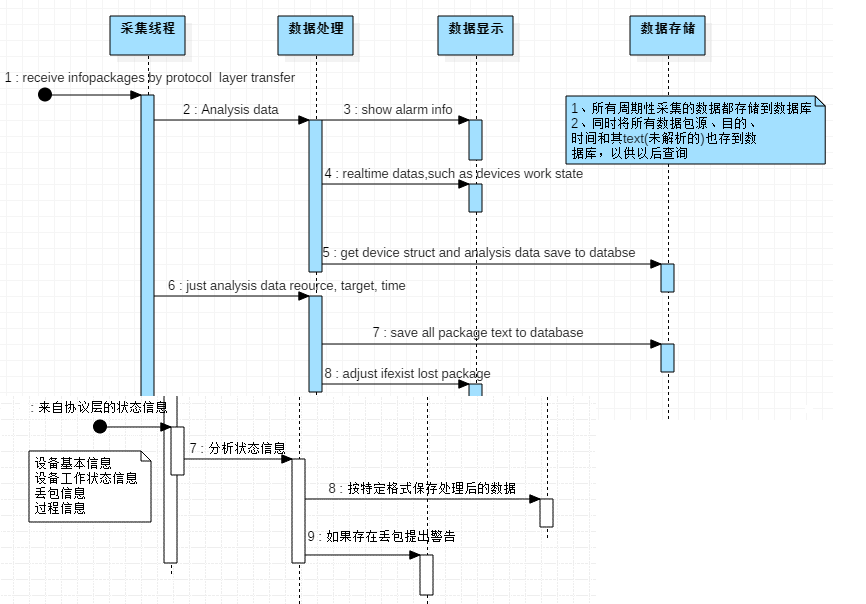 采集线程
数据处理
数据显示
数据存储
1 : receive infopackages by protocol layer transfer
2 : Analysis data
3 : show alarm info
1、所有周期性采集的数据都存储到数据库
2、同时将所有数据包源、目的、
时间和其text(未解析的)也存到数
据库，以供以后查询
4 : realtime datas,such as devices work state
5 : get device struct and analysis data save to databse
6 : just analysis data reource, target, time
7 : save all package text to database
8 : adjust ifexist lost package
: 来自协议层的状态信息
7 : 分析状态信息
设备基本信息
设备工作状态信息
丢包信息
过程信息
8 : 按特定格式保存处理后的数据
9 : 如果存在丢包提出警告